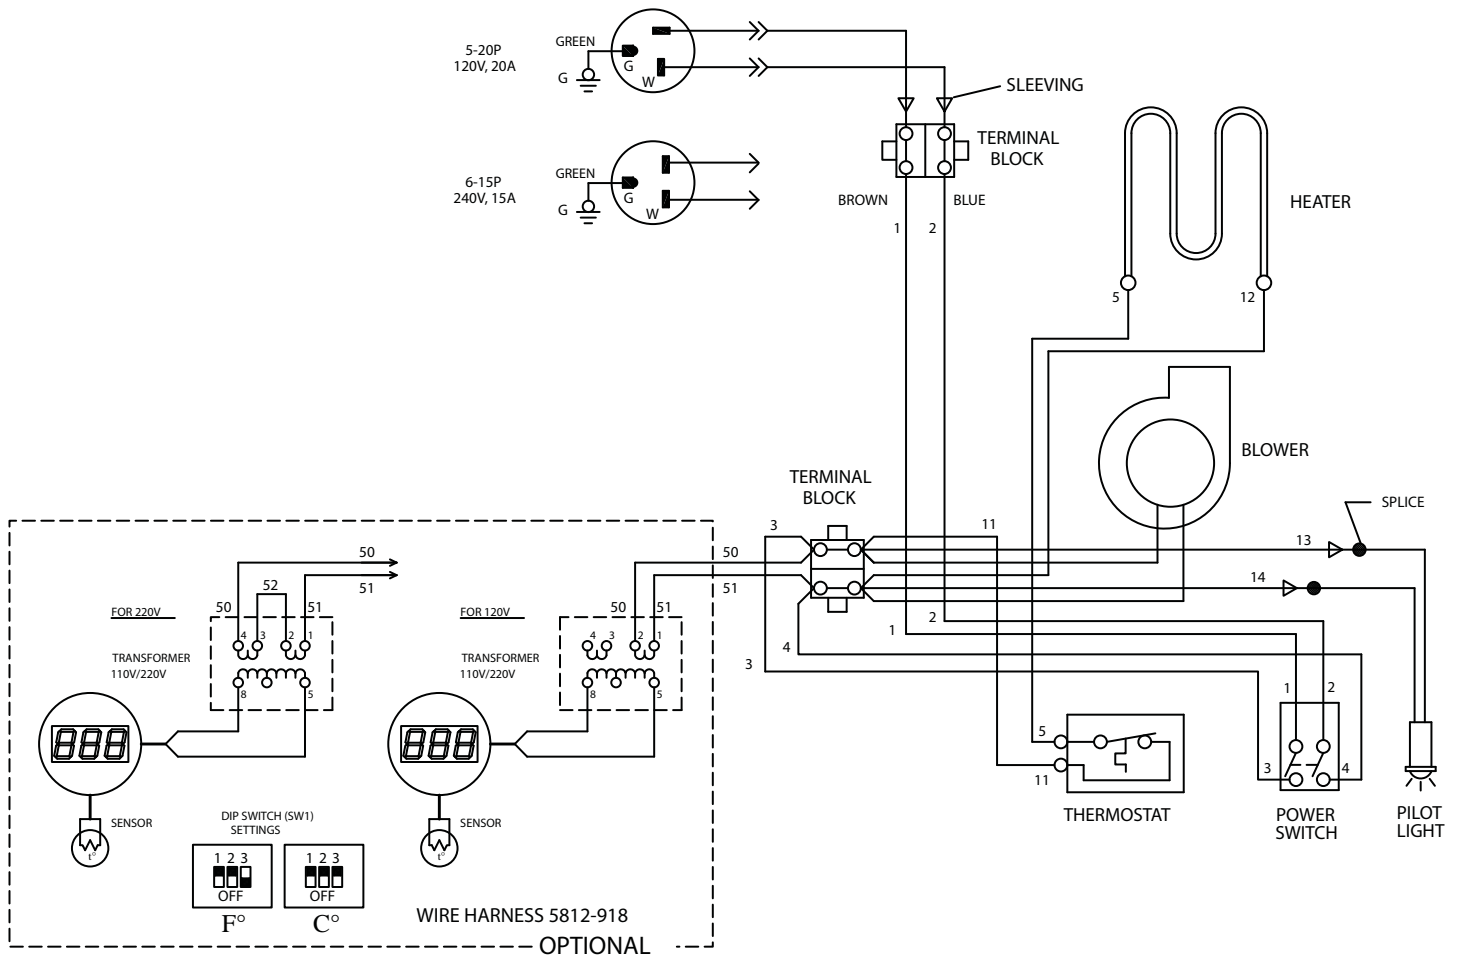 5-20P
120V, 20A
GREEN
G
G
W
SLEEVING
TERMINAL
BLOCK
6-15P
240V, 15A
GREEN
G
G
W
BROWN
BLUE
1
2
HEATER
5
12
BLOWER
TERMINAL
BLOCK
SPLICE
3
11
13
50
51
14
50
51
52
50
51
FOR 220V
4
3
2
1
TRANSFORMER
110V/220V
8
5
50
51
FOR 120V
4
3
2
1
TRANSFORMER
110V/220V
8
5
2
1
4
3
1
2
888
888
5
11
THERMOSTAT
3
4
POWER
SWITCH
PILOT
LIGHT
SENSOR
t°
SENSOR
t°
DIP SWITCH (SW1)
SETTINGS
1 2 3
OFF
F°
1 2 3
OFF
C°
WIRE HARNESS 5812-918
OPTIONAL